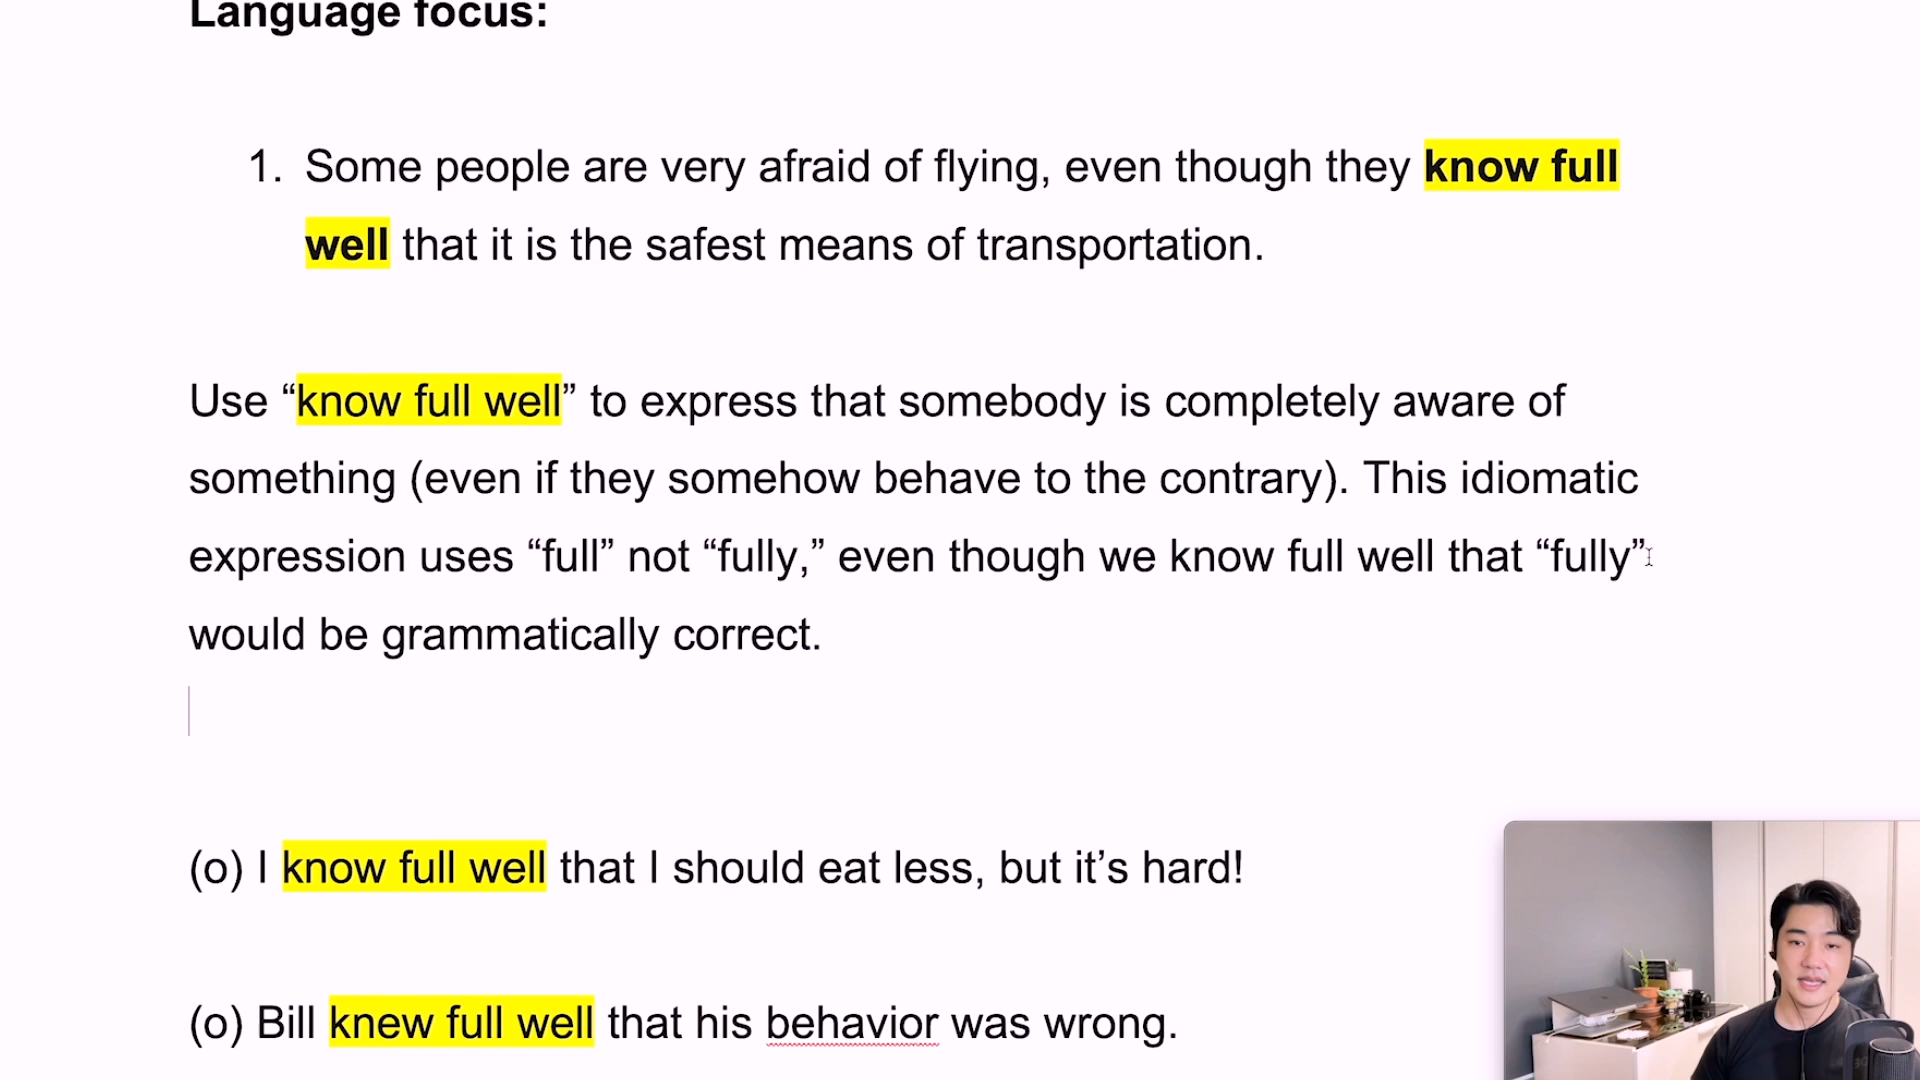 Language focus:
1. Some people are very afraid of flying, even though they know full
well that it is the safest means of transportation.
Use “know full well” to express that somebody is completely aware of
something (even if they somehow behave to the contrary). This idiomatic
expression uses “full” not “fully,” even though we know full well that “fully”
would be grammatically correct.
(o) I know full well that I should eat less, but it’s hard!
(o) Bill knew full well that his behavior was wrong.